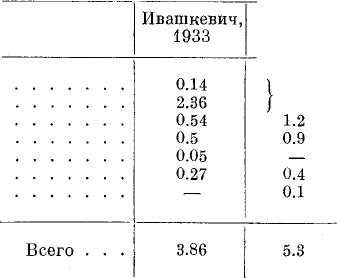 Ивашкевич,
1933
. . . . . . . 0.14 }
. . . . . . . 2.36
. . . . . . . 0.54 1.2
. . . . . . . 0.5 0.9
. . . . . . . 0.05 —
. . . . . . . 0.27 0.4
. . . . . . . — 0.1
Всего . . . 3.86 5.3